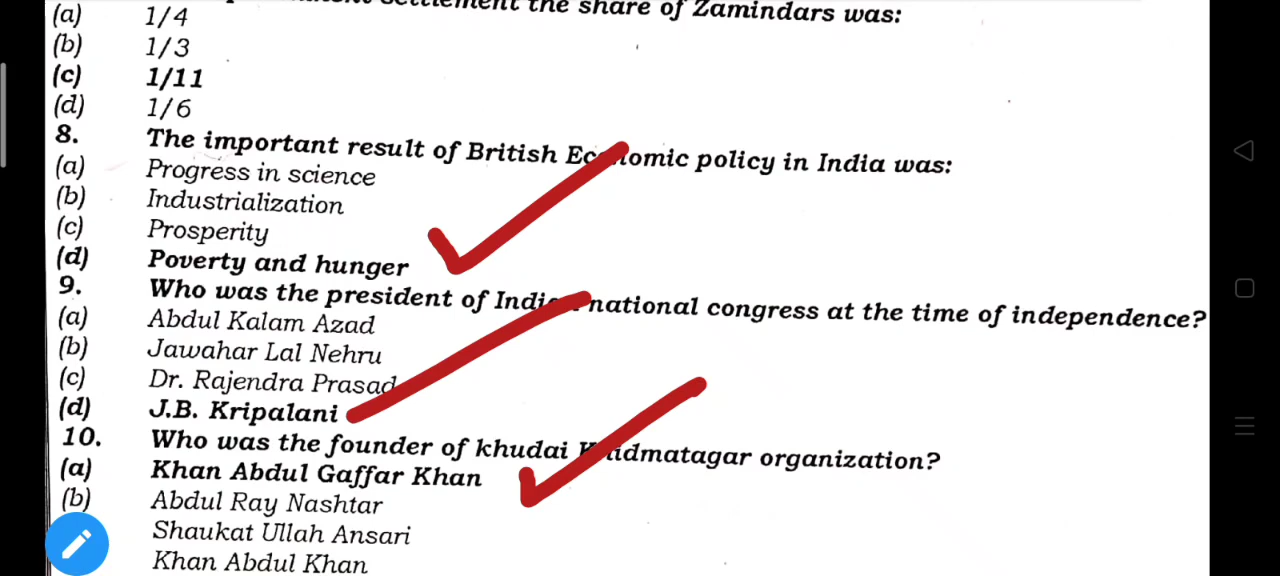 settlement the share of Zamindars was:
(a) 1/4
(b) 1/3
(c) 1/11
(d) 1/6
8. The important result of British Economic policy in India was:
(a) Progress in science
(b) Industrialization
(c) Prosperity
(d) Poverty and hunger
9. Who was the president of Indian national congress at the time of independence?
(a) Abdul Kalam Azad
(b) Jawahar Lal Nehru
(c) Dr. Rajendra Prasad
(d) J.B. Kripalani
10. Who was the founder of khudai Khidmatagar organization?
(a) Khan Abdul Gaffar Khan
(b) Abdul Ray Nashtar
Shaukat Ullah Ansari
Khan Abdul Khan